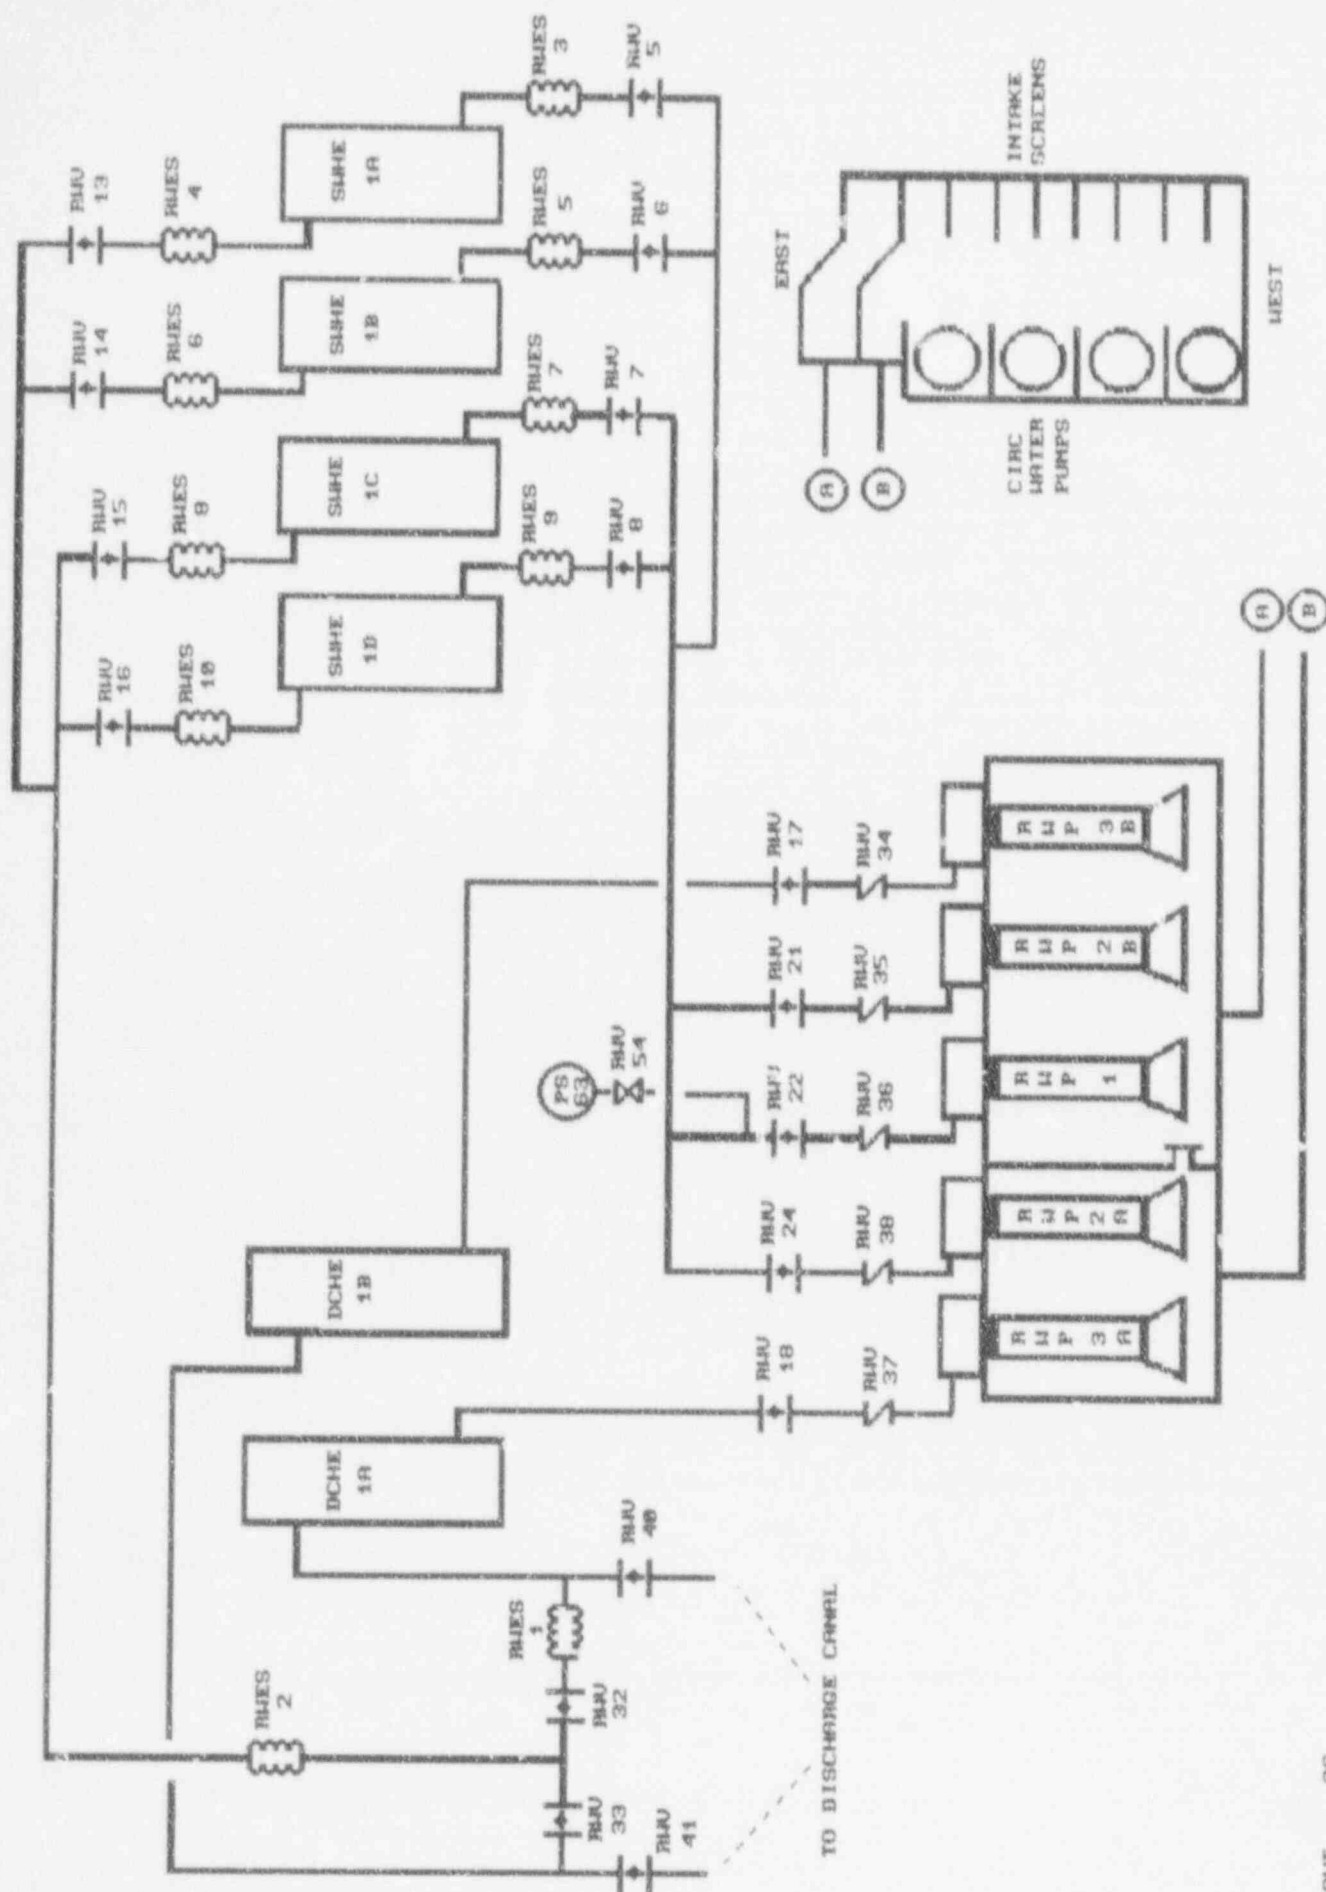 RWES
3
RWV
5
RWV
13
RWES
4
SWHE
1A
RWES
5
RWV
6
RWV
14
RWES
6
SWHE
1B
RWES
7
RWV
7
RWV
15
RWES
8
SWHE
1C
RWES
9
RWV
8
RWV
16
RWES
10
SWHE
1D
EAST
INTAKE
SCREENS
WEST
CIRC
WATER
PUMPS
A
B
A
B
RWV
17
RWV
34
RWP 3B
RWV
21
RWV
35
RWP 2B
PS
63
RWV
54
RWV
22
RWV
36
RWP 1
RWV
24
RWV
38
RWP 2A
DCHE
1B
RWV
18
RWV
37
RWP 3A
DCHE
1A
RWV
40
RWES
1
RWV
32
RWES
2
RWV
33
RWV
41
TO DISCHARGE CANAL